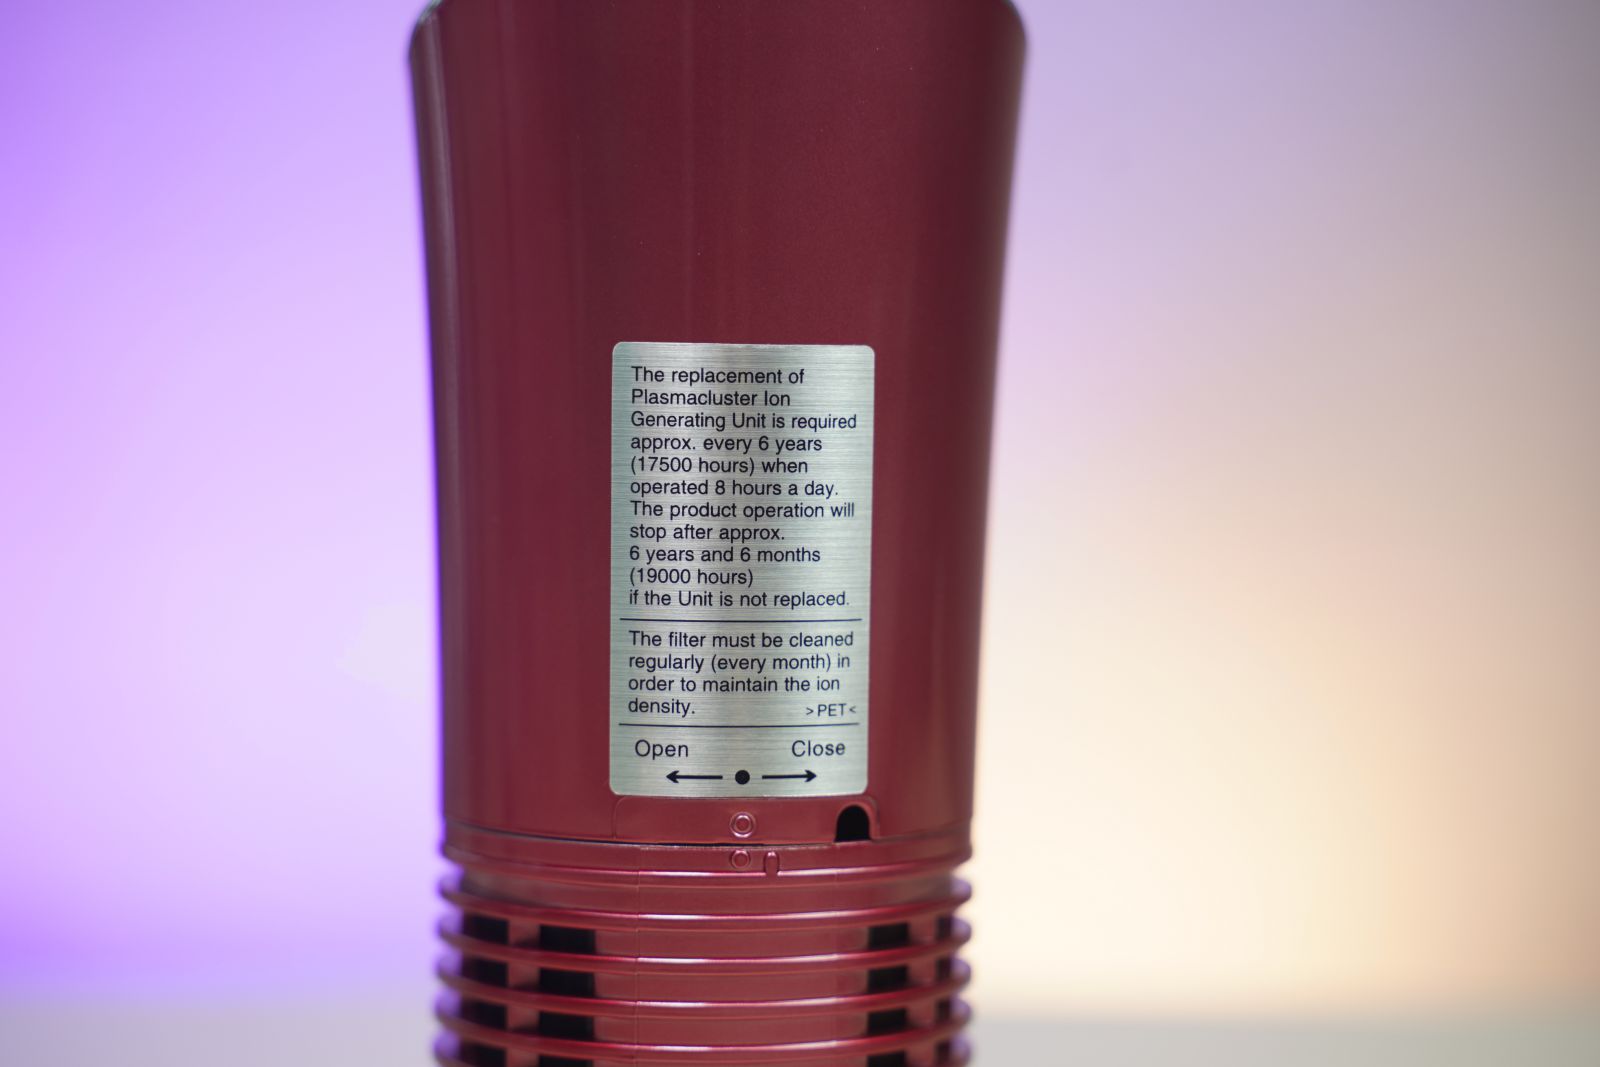 The replacement of
Plasmacluster Ion
Generating Unit is required
approx. every 6 years
(17500 hours) when
operated 8 hours a day.
The product operation will
stop after approx.
6 years and 6 months
(19000 hours)
if the Unit is not replaced.
The filter must be cleaned
regularly (every month) in
order to maintain the ion
density. >PET<
Open Close